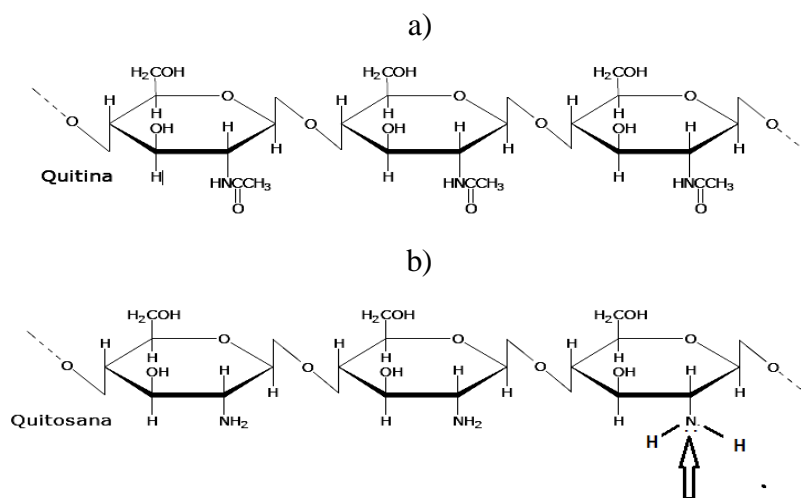 a)
H₂COH H₂COH H₂COH
O O O
H H H H H H
O OH H O OH H O OH H O
H H H
Quitina H HNCCH₃ H HNCCH₃ H HNCCH₃
O O O
b)
H₂COH H₂COH H₂COH
O O O
H H H H H H
O OH H O OH H O OH H O
H H H
Quitosana H NH₂ H NH₂ H N
H H